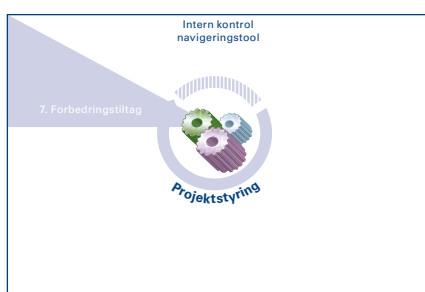 Intern kontrol
navigeringstool
7. Forbedringstiltag
Projektstyring